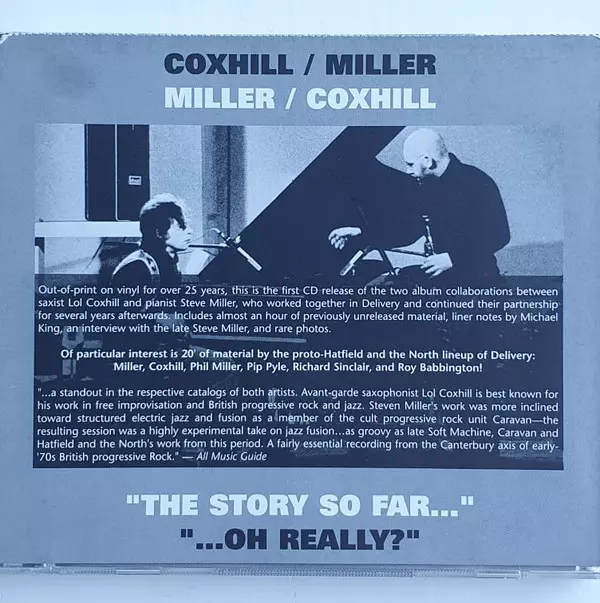 COXHILL / MILLER
MILLER / COXHILL
Out-of-print on vinyl for over 25 years, this is the first CD release of the two album collaborations between
saxist Lol Coxhill and pianist Steve Miller, who worked together in Delivery and continued their partnership
for several years afterwards. Includes almost an hour of previously unreleased material, liner notes by Michael
King, an interview with the late Steve Miller, and rare photos.
Of particular interest is 20' of material by the proto-Hatfield and the North lineup of Delivery:
Miller, Coxhill, Phil Miller, Pip Pyle, Richard Sinclair, and Roy Babbington!
"...a standout in the respective catalogs of both artists. Avant-garde saxophonist Lol Coxhill is best known for
his work in free improvisation and British progressive rock and jazz. Steven Miller's work was more inclined
toward structured electric jazz and fusion as a member of the cult progressive rock unit Caravan—the
resulting session was a highly experimental take on jazz fusion...as groovy as late Soft Machine, Caravan and
Hatfield and the North's work from this period. A fairly essential recording from the Canterbury axis of early-
'70s British progressive Rock." — All Music Guide
"THE STORY SO FAR..."
"...OH REALLY?"